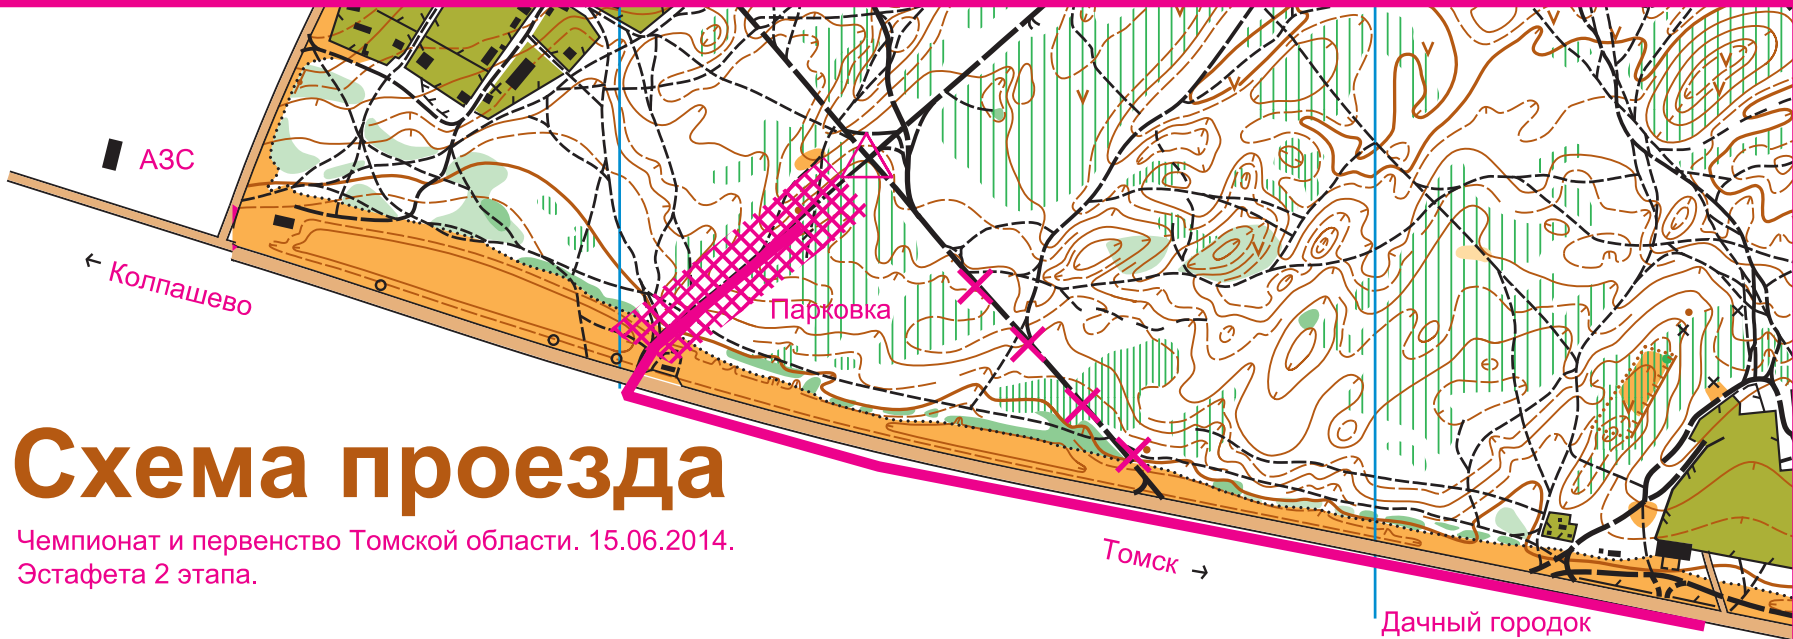 АЗС
← Колпашево
Парковка
Схема проезда
Чемпионат и первенство Томской области. 15.06.2014.
Эстафета 2 этапа.
Томск →
Дачный городок